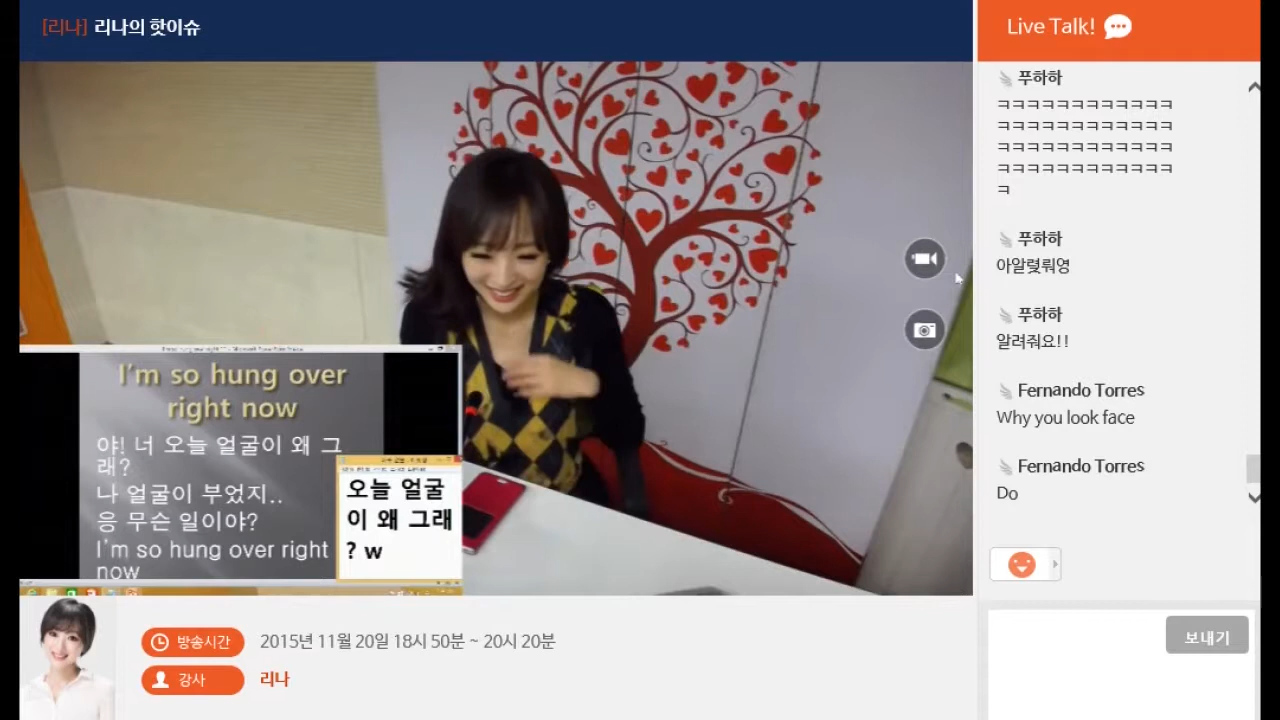 [리나] 리나의 핫이슈
Live Talk!
푸하하
ㅋㅋㅋㅋㅋㅋㅋㅋㅋㅋㅋㅋ
ㅋㅋㅋㅋㅋㅋㅋㅋㅋㅋㅋㅋ
ㅋㅋㅋㅋㅋㅋㅋㅋㅋㅋㅋㅋ
ㅋㅋㅋㅋㅋㅋㅋㅋㅋㅋㅋㅋ
ㅋ
푸하하
아알렺뤄영
푸하하
알려줘요!!
Fernando Torres
Why you look face
Fernando Torres
Do
보내기
I'm so hung over
right now
야! 너 오늘 얼굴이 왜 그
래?
나 얼굴이 부었지..
응 무슨 일이야?
I'm so hung over right
now
오늘 얼굴
이 왜 그래
? w
방송시간 2015년 11월 20일 18시 50분 ~ 20시 20분
강사 리나